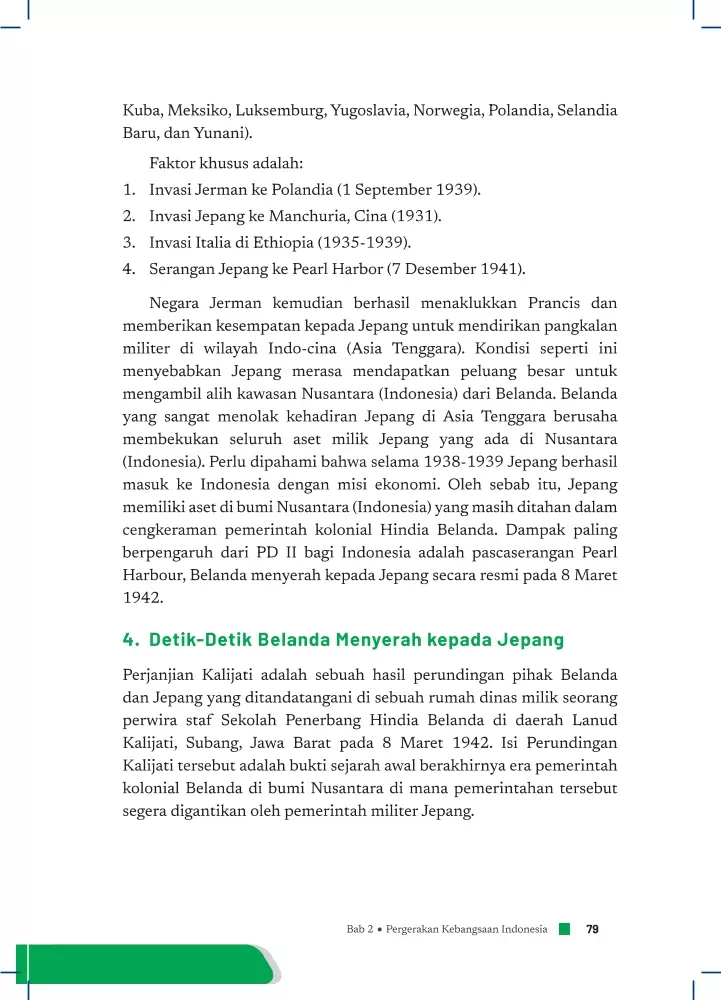 Kuba, Meksiko, Luksemburg, Yugoslavia, Norwegia, Polandia, Selandia
Baru, dan Yunani).
Faktor khusus adalah:
1. Invasi Jerman ke Polandia (1 September 1939).
2. Invasi Jepang ke Manchuria, Cina (1931).
3. Invasi Italia di Ethiopia (1935-1939).
4. Serangan Jepang ke Pearl Harbor (7 Desember 1941).
Negara Jerman kemudian berhasil menaklukkan Prancis dan
memberikan kesempatan kepada Jepang untuk mendirikan pangkalan
militer di wilayah Indo-cina (Asia Tenggara). Kondisi seperti ini
menyebabkan Jepang merasa mendapatkan peluang besar untuk
mengambil alih kawasan Nusantara (Indonesia) dari Belanda. Belanda
yang sangat menolak kehadiran Jepang di Asia Tenggara berusaha
membekukan seluruh aset milik Jepang yang ada di Nusantara
(Indonesia). Perlu dipahami bahwa selama 1938-1939 Jepang berhasil
masuk ke Indonesia dengan misi ekonomi. Oleh sebab itu, Jepang
memiliki aset di bumi Nusantara (Indonesia) yang masih ditahan dalam
cengkeraman pemerintah kolonial Hindia Belanda. Dampak paling
berpengaruh dari PD II bagi Indonesia adalah pascaserangan Pearl
Harbour, Belanda menyerah kepada Jepang secara resmi pada 8 Maret
1942.
4. Detik-Detik Belanda Menyerah kepada Jepang
Perjanjian Kalijati adalah sebuah hasil perundingan pihak Belanda
dan Jepang yang ditandatangani di sebuah rumah dinas milik seorang
perwira staf Sekolah Penerbang Hindia Belanda di daerah Lanud
Kalijati, Subang, Jawa Barat pada 8 Maret 1942. Isi Perundingan
Kalijati tersebut adalah bukti sejarah awal berakhirnya era pemerintah
kolonial Belanda di bumi Nusantara di mana pemerintahan tersebut
segera digantikan oleh pemerintah militer Jepang.
Bab 2 • Pergerakan Kebangsaan Indonesia 79